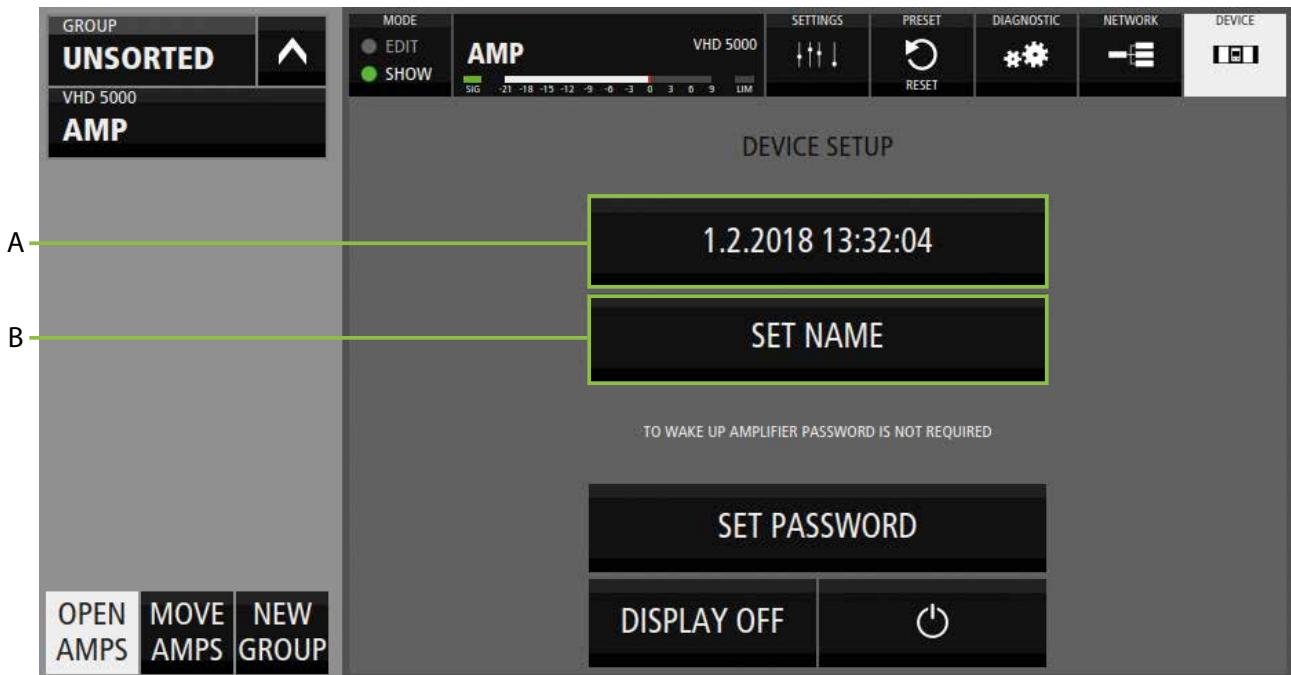 GROUP
UNSORTED
VHD 5000
AMP
MODE
EDIT
SHOW
AMP
VHD 5000
SIG -21 -18 -15 -12 -9 -6 -3 0 3 6 9 LIM
SETTINGS
PRESET
RESET
DIAGNOSTIC
NETWORK
DEVICE
DEVICE SETUP
A
1.2.2018 13:32:04
B
SET NAME
TO WAKE UP AMPLIFIER PASSWORD IS NOT REQUIRED
SET PASSWORD
DISPLAY OFF
OPEN
AMPS
MOVE
AMPS
NEW
GROUP